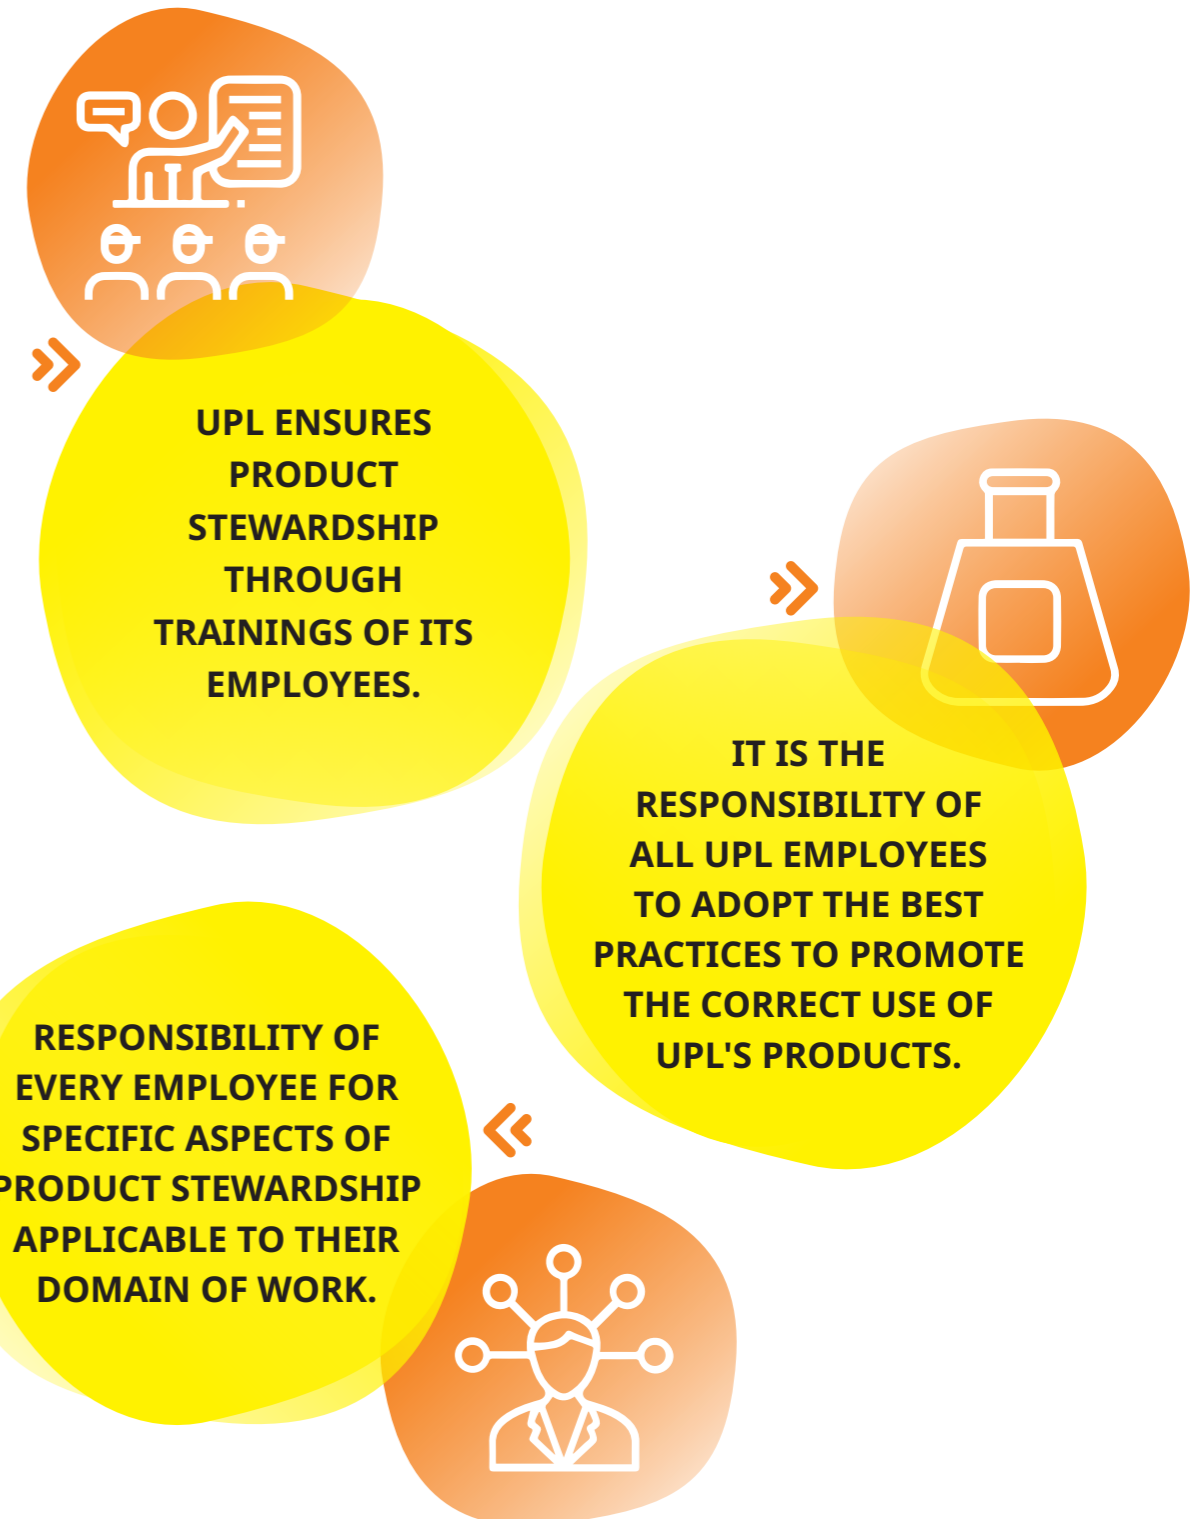 UPL ENSURES
PRODUCT
STEWARDSHIP
THROUGH
TRAININGS OF ITS
EMPLOYEES.
IT IS THE
RESPONSIBILITY OF
ALL UPL EMPLOYEES
TO ADOPT THE BEST
PRACTICES TO PROMOTE
THE CORRECT USE OF
UPL'S PRODUCTS.
RESPONSIBILITY OF
EVERY EMPLOYEE FOR
SPECIFIC ASPECTS OF
PRODUCT STEWARDSHIP
APPLICABLE TO THEIR
DOMAIN OF WORK.